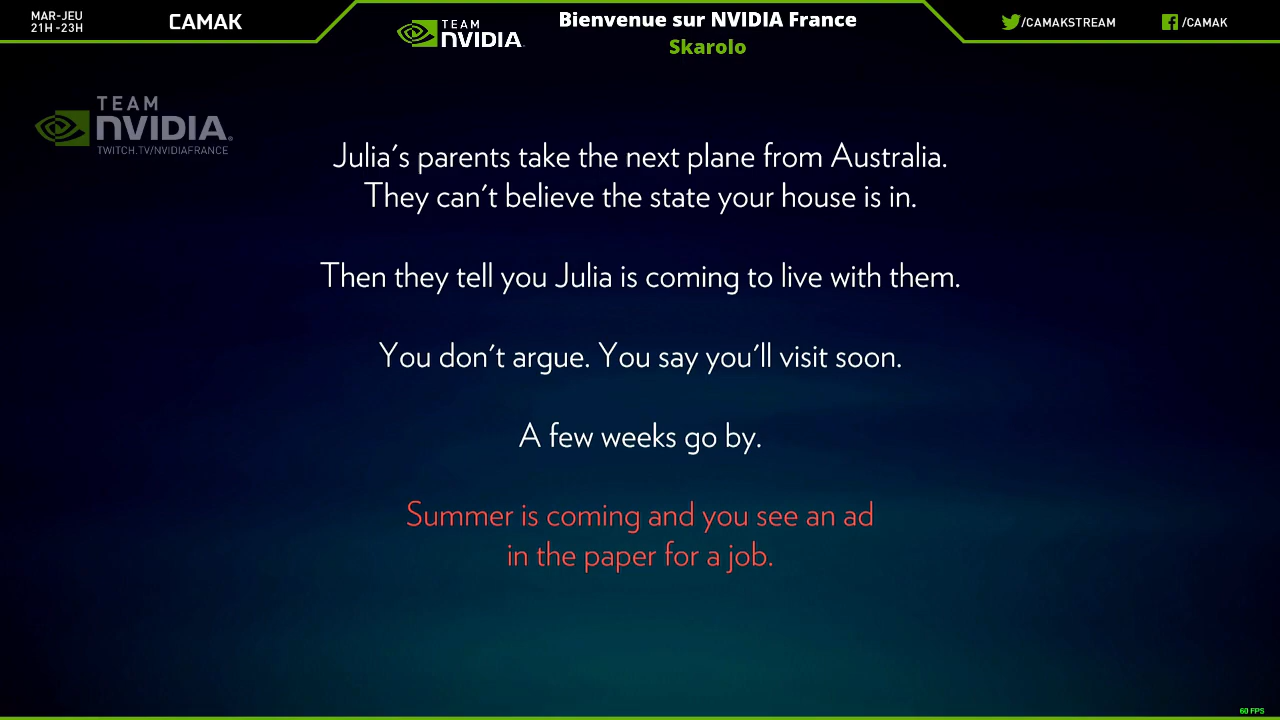 MAR-JEU
21H -23H
CAMAK
TEAM
NVIDIA
Bienvenue sur NVIDIA France
Skarolo
/CAMAKSTREAM
/CAMAK
TEAM
NVIDIA
TWITCH.TV/NVIDIAFRANCE
Julia's parents take the next plane from Australia.
They can't believe the state your house is in.
Then they tell you Julia is coming to live with them.
You don't argue. You say you'll visit soon.
A few weeks go by.
Summer is coming and you see an ad
in the paper for a job.
60 FPS